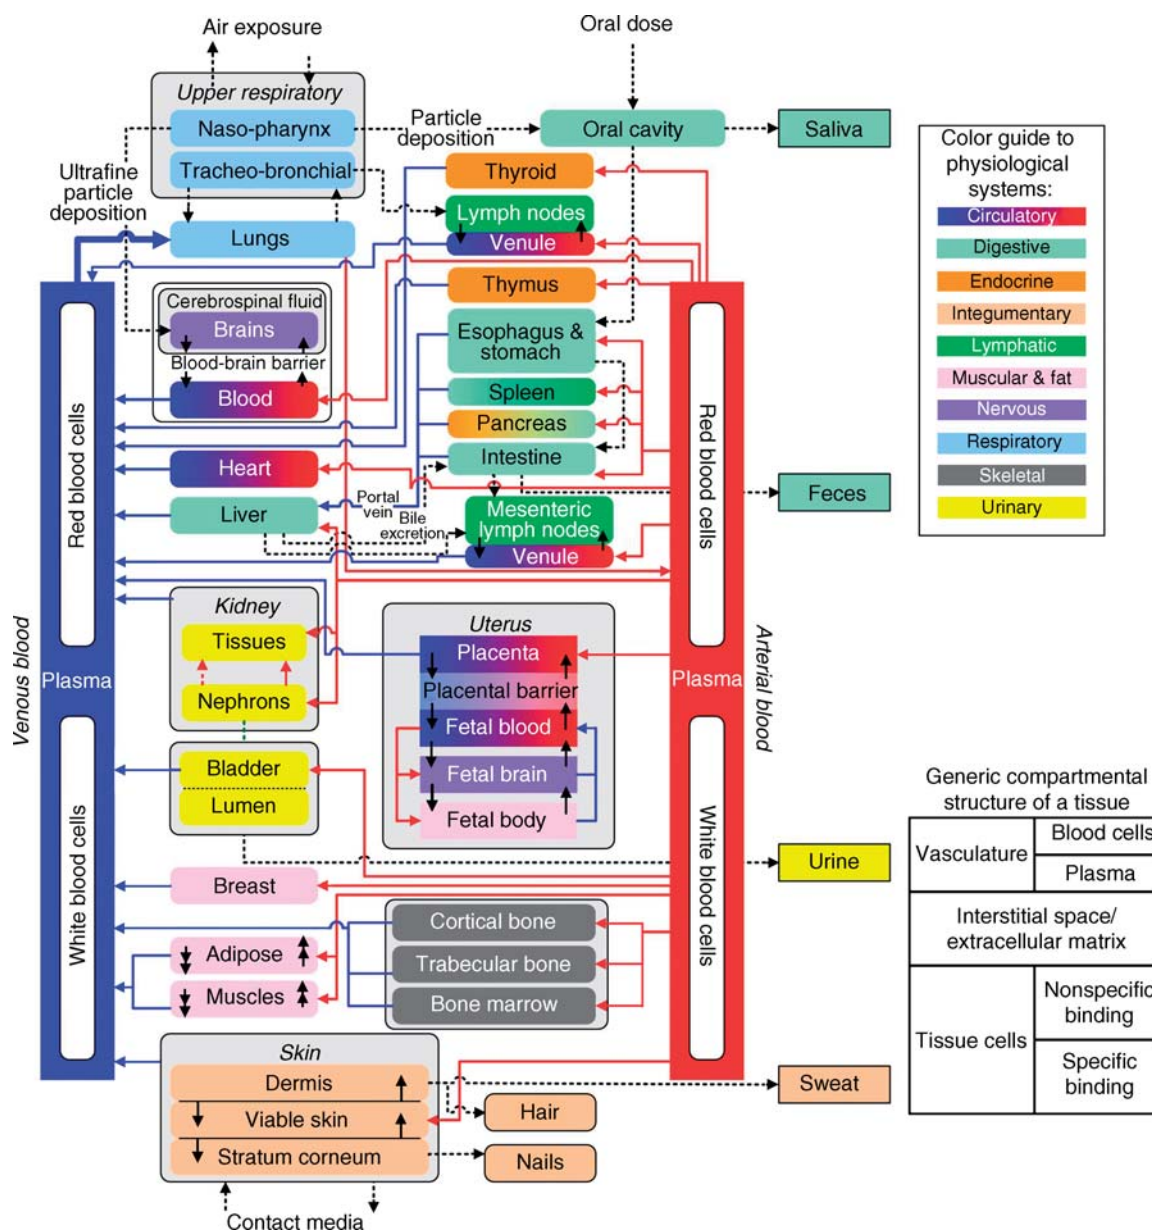 Air exposure
Oral dose
Upper respiratory
Naso-pharynx
Tracheo-bronchial
Particle
deposition
Oral cavity
Saliva
Ultrafine
particle
deposition
Lungs
Thyroid
Lymph nodes
Venule
Thymus
Cerebrospinal fluid
Brains
Blood-brain barrier
Blood
Esophagus &
stomach
Spleen
Pancreas
Intestine
Heart
Liver
Portal
vein
Bile
excretion
Mesenteric
lymph nodes
Venule
Feces
Venous blood
Red blood cells
Plasma
White blood cells
Kidney
Tissues
Nephrons
Bladder
Lumen
Uterus
Placenta
Placental barrier
Fetal blood
Fetal brain
Fetal body
Red blood cells
Plasma
White blood cells
Arterial blood
Urine
Breast
Adipose
Muscles
Cortical bone
Trabecular bone
Bone marrow
Skin
Dermis
Viable skin
Stratum corneum
Hair
Nails
Sweat
Contact media
Color guide to
physiological
systems:
Circulatory
Digestive
Endocrine
Integumentary
Lymphatic
Muscular & fat
Nervous
Respiratory
Skeletal
Urinary
Generic compartmental
structure of a tissue
Vasculature
Blood cells
Plasma
Interstitial space/
extracellular matrix
Tissue cells
Nonspecific
binding
Specific
binding